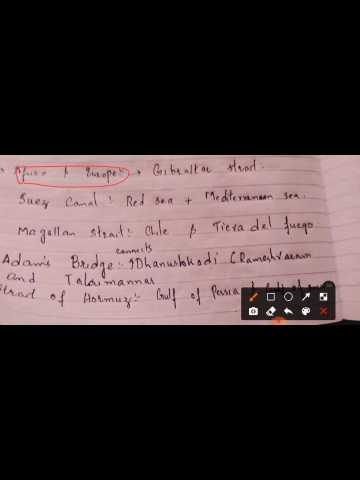 Africa & Europe: → Gibraltar strait.
Suez Canal: Red sea + Mediterranean sea.
Magellan strait: Chile & Tiera del fuego.
connects
Adam's Bridge:- Dhanushkodi (Rameshwaram
and Talaimannar
Strait of Hormuz:- Gulf of Persia